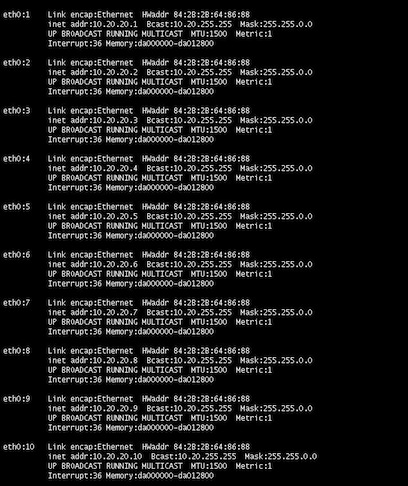 eth0:1 Link encap:Ethernet HWaddr 84:2B:2B:64:86:88
inet addr:10.20.20.1 Bcast:10.20.255.255 Mask:255.255.0.0
UP BROADCAST RUNNING MULTICAST MTU:1500 Metric:1
Interrupt:36 Memory:da000000-da012800
eth0:2 Link encap:Ethernet HWaddr 84:2B:2B:64:86:88
inet addr:10.20.20.2 Bcast:10.20.255.255 Mask:255.255.0.0
UP BROADCAST RUNNING MULTICAST MTU:1500 Metric:1
Interrupt:36 Memory:da000000-da012800
eth0:3 Link encap:Ethernet HWaddr 84:2B:2B:64:86:88
inet addr:10.20.20.3 Bcast:10.20.255.255 Mask:255.255.0.0
UP BROADCAST RUNNING MULTICAST MTU:1500 Metric:1
Interrupt:36 Memory:da000000-da012800
eth0:4 Link encap:Ethernet HWaddr 84:2B:2B:64:86:88
inet addr:10.20.20.4 Bcast:10.20.255.255 Mask:255.255.0.0
UP BROADCAST RUNNING MULTICAST MTU:1500 Metric:1
Interrupt:36 Memory:da000000-da012800
eth0:5 Link encap:Ethernet HWaddr 84:2B:2B:64:86:88
inet addr:10.20.20.5 Bcast:10.20.255.255 Mask:255.255.0.0
UP BROADCAST RUNNING MULTICAST MTU:1500 Metric:1
Interrupt:36 Memory:da000000-da012800
eth0:6 Link encap:Ethernet HWaddr 84:2B:2B:64:86:88
inet addr:10.20.20.6 Bcast:10.20.255.255 Mask:255.255.0.0
UP BROADCAST RUNNING MULTICAST MTU:1500 Metric:1
Interrupt:36 Memory:da000000-da012800
eth0:7 Link encap:Ethernet HWaddr 84:2B:2B:64:86:88
inet addr:10.20.20.7 Bcast:10.20.255.255 Mask:255.255.0.0
UP BROADCAST RUNNING MULTICAST MTU:1500 Metric:1
Interrupt:36 Memory:da000000-da012800
eth0:8 Link encap:Ethernet HWaddr 84:2B:2B:64:86:88
inet addr:10.20.20.8 Bcast:10.20.255.255 Mask:255.255.0.0
UP BROADCAST RUNNING MULTICAST MTU:1500 Metric:1
Interrupt:36 Memory:da000000-da012800
eth0:9 Link encap:Ethernet HWaddr 84:2B:2B:64:86:88
inet addr:10.20.20.9 Bcast:10.20.255.255 Mask:255.255.0.0
UP BROADCAST RUNNING MULTICAST MTU:1500 Metric:1
Interrupt:36 Memory:da000000-da012800
eth0:10 Link encap:Ethernet HWaddr 84:2B:2B:64:86:88
inet addr:10.20.20.10 Bcast:10.20.255.255 Mask:255.255.0.0
UP BROADCAST RUNNING MULTICAST MTU:1500 Metric:1
Interrupt:36 Memory:da000000-da012800